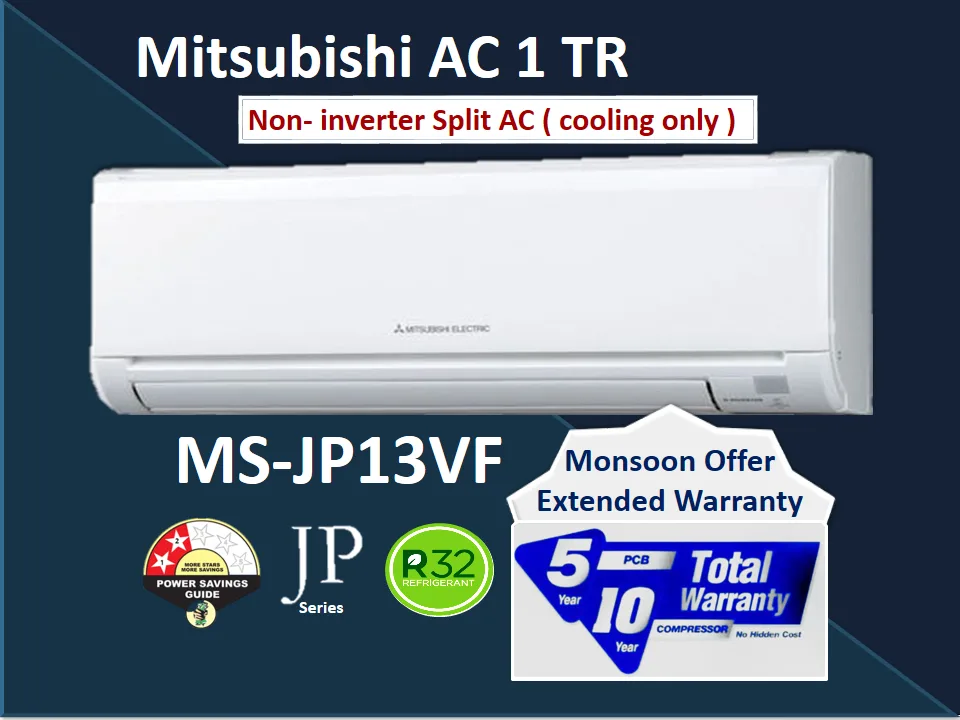 Mitsubishi AC 1 TR
Non- inverter Split AC ( cooling only )
MITSUBISHI ELECTRIC
MS-JP13VF
Monsoon Offer
Extended Warranty
1 2
MORE STARS
MORE SAVINGS
POWER SAVINGS
GUIDE
JP
Series
R32
REFRIGERANT
5
Year
PCB
10
Year
COMPRESSOR
Total
Warranty
No Hidden Cost